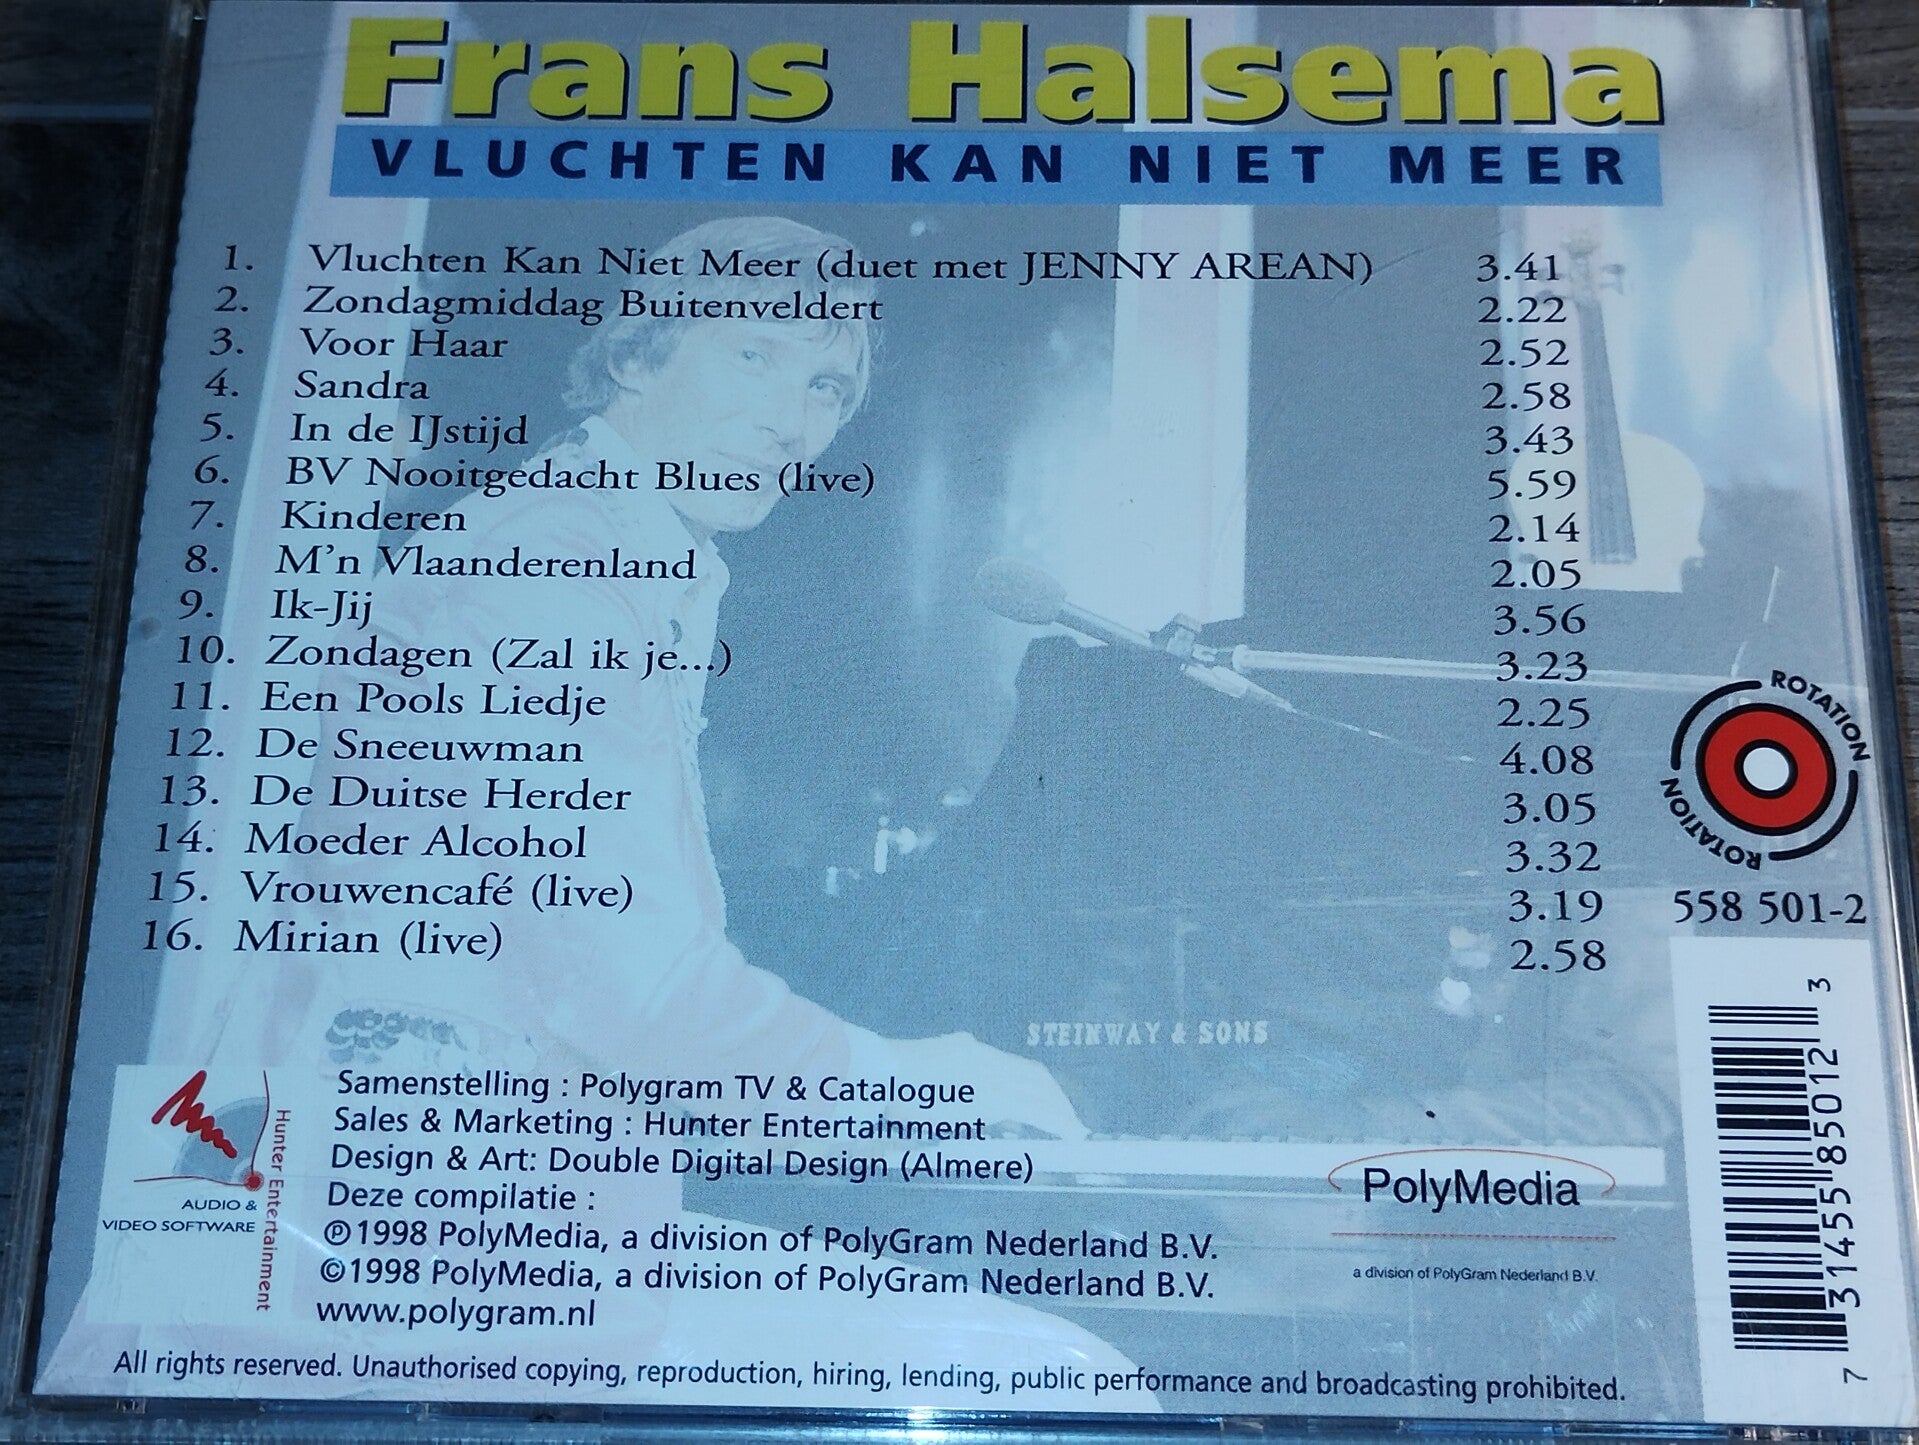 Frans Halsema
VLUCHTEN KAN NIET MEER
1. Vluchten Kan Niet Meer (duet met JENNY AREAN) 3.41
2. Zondagmiddag Buitenveldert 2.22
3. Voor Haar 2.52
4. Sandra 2.58
5. In de IJstijd 3.43
6. BV Nooitgedacht Blues (live) 5.59
7. Kinderen 2.14
8. M'n Vlaanderenland 2.05
9. Ik-Jij 3.56
10. Zondagen (Zal ik je...) 3.23
11. Een Pools Liedje 2.25
12. De Sneeuwman 4.08
13. De Duitse Herder 3.05
14. Moeder Alcohol 3.32
15. Vrouwencafé (live) 3.19
16. Mirian (live) 2.58
ROTATION
ROTATION
558 501-2
STEINWAY & SONS
Samenstelling : Polygram TV & Catalogue
Sales & Marketing : Hunter Entertainment
Design & Art: Double Digital Design (Almere)
Deze compilatie :
℗1998 PolyMedia, a division of PolyGram Nederland B.V.
©1998 PolyMedia, a division of PolyGram Nederland B.V.
www.polygram.nl
Hunter Entertainment
AUDIO &
VIDEO SOFTWARE
PolyMedia
a division of PolyGram Nederland B.V.
7 31455 85012 3
All rights reserved. Unauthorised copying, reproduction, hiring, lending, public performance and broadcasting prohibited.